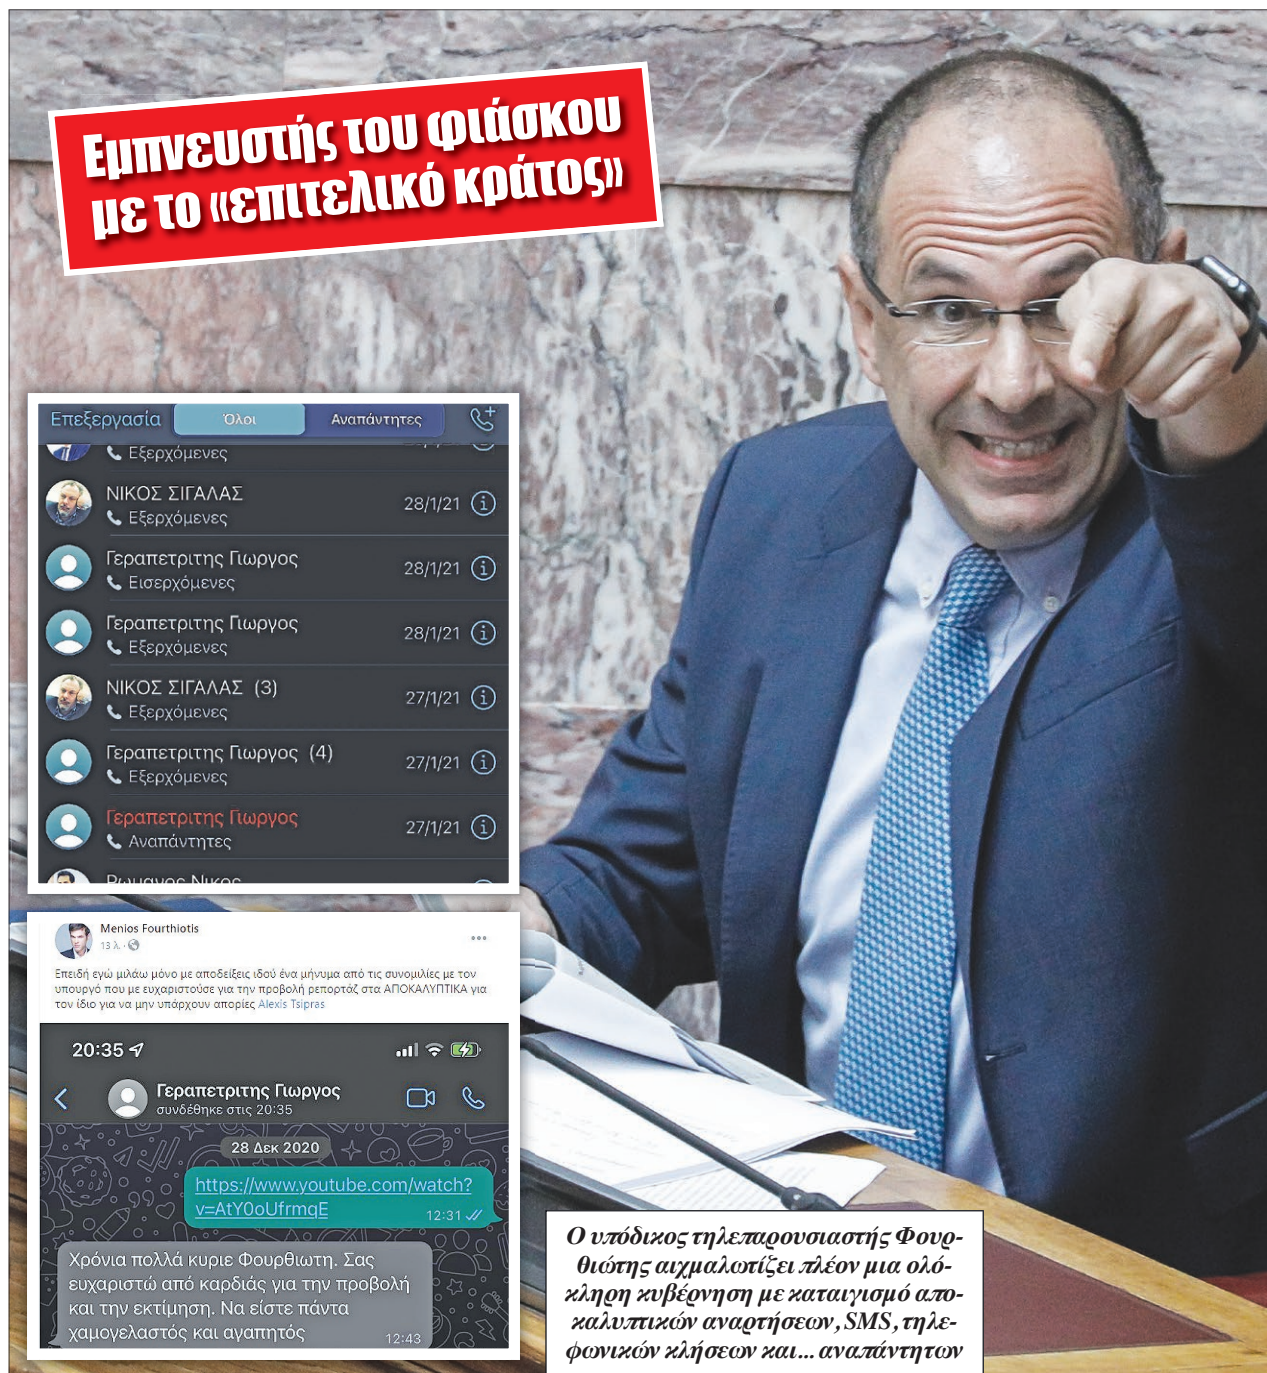 Εμπνευστής του φιάσκου
με το «επιτελικό κράτος»
Επεξεργασία Όλοι Αναπάντητες
Εξερχόμενες
ΝΙΚΟΣ ΣΙΓΑΛΑΣ 28/1/21
Εξερχόμενες
Γεραπετριτης Γιωργος 28/1/21
Εισερχόμενες
Γεραπετριτης Γιωργος 28/1/21
Εξερχόμενες
ΝΙΚΟΣ ΣΙΓΑΛΑΣ (3) 27/1/21
Εξερχόμενες
Γεραπετριτης Γιωργος (4) 27/1/21
Εξερχόμενες
Γεραπετριτης Γιωργος 27/1/21
Αναπάντητες
Ρωμανος Νικος
Menios Fourthiotis
13 λ. ·
Επειδή εγώ μιλάω μόνο με αποδείξεις ιδού ένα μήνυμα από τις συνομιλίες με τον
υπουργό που με ευχαριστούσε για την προβολή ρεπορτάζ στα ΑΠΟΚΑΛΥΠΤΙΚΑ για
τον ίδιο για να μην υπάρχουν απορίες Alexis Tsipras
20:35
Γεραπετριτης Γιωργος
συνδέθηκε στις 20:35
28 Δεκ 2020
https://www.youtube.com/watch?
v=AtY0oUfrmqE 12:31
Χρόνια πολλά κυριε Φουρθιωτη. Σας
ευχαριστώ από καρδιάς για την προβολή
και την εκτίμηση. Να είστε πάντα
χαμογελαστός και αγαπητός 12:43
Ο υπόδικος τηλεπαρουσιαστής Φουρ-
θιώτης αιχμαλωτίζει πλέον μια ολό-
κληρη κυβέρνηση με καταιγισμό απο-
καλυπτικών αναρτήσεων, SMS, τηλε-
φωνικών κλήσεων και... αναπάντητων